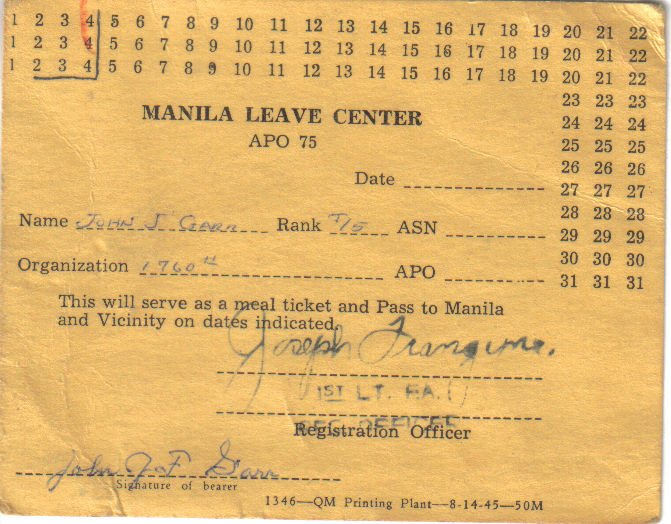 1 2 3 4 5 6 7 8 9 10 11 12 13 14 15 16 17 18 19 20 21 22
1 2 3 4 5 6 7 8 9 10 11 12 13 14 15 16 17 18 19 20 21 22
1 2 3 4 5 6 7 8 9 10 11 12 13 14 15 16 17 18 19 20 21 22
23 23 23
MANILA LEAVE CENTER
24 24 24
APO 75
25 25 25
26 26 26
Date
27 27 27
28 28 28
Name JOHN J GARR Rank T/5 ASN
29 29 29
30 30 30
Organization 1760th APO
31 31 31
This will serve as a meal ticket and Pass to Manila
and Vicinity on dates indicated.
Joseph
1ST LT. F.A.
REC OFFICER
Registration Officer
John J F Garr
Signature of bearer
1346—QM Printing Plant—8-14-45—50M